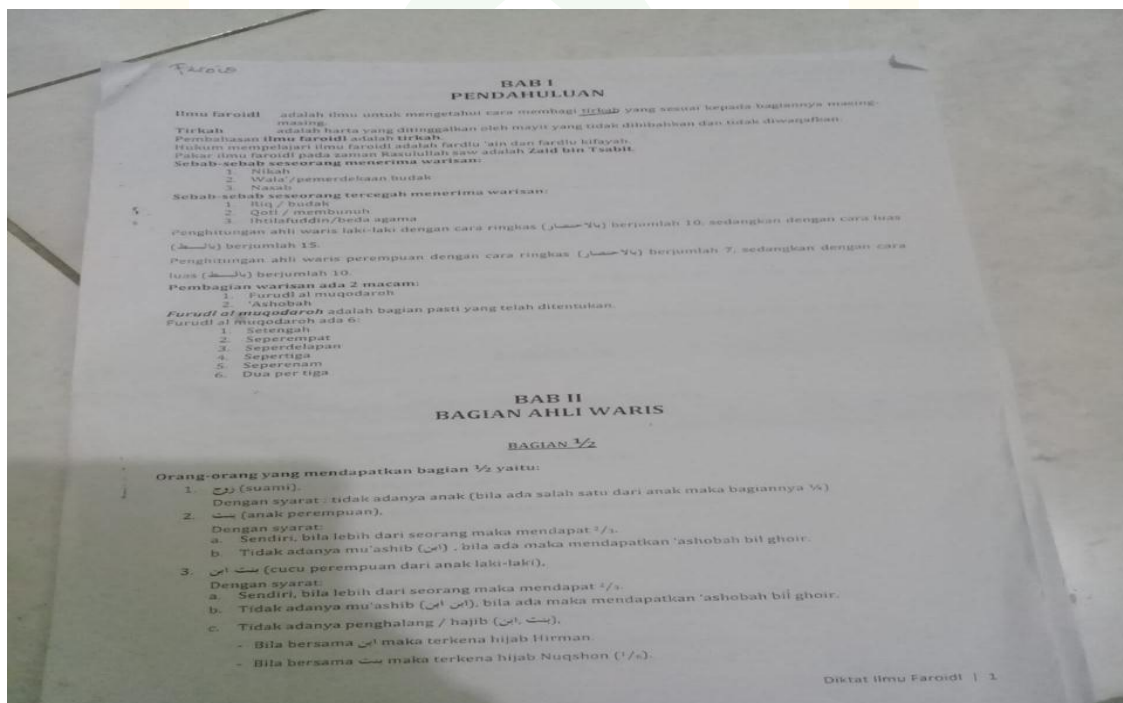 Faroid
BAB I
PENDAHULUAN
Ilmu faroidl adalah ilmu untuk mengetahui cara membagi tirkah yang sesuai kepada bagiannya masing-
masing.
Tirkah adalah harta yang ditinggalkan oleh mayit yang tidak dihibahkan dan tidak diwaqafkan.
Pembahasan ilmu faroidl adalah tirkah.
Hukum mempelajari ilmu faroidl adalah fardlu 'ain dan fardlu kifayah.
Pakar ilmu faroidl pada zaman Rasulullah saw adalah Zaid bin Tsabit.
Sebab-sebab seseorang menerima warisan:
1. Nikah
2. Wala'/pemerdekaan budak
3. Nasab
Sebab-sebab seseorang tercegah menerima warisan:
1. Riq / budak
2. Qotl / membunuh
3. Ihtilafuddin/beda agama
Penghitungan ahli waris laki-laki dengan cara ringkas (بالاحتصار) berjumlah 10, sedangkan dengan cara luas
(بالبسط) berjumlah 15.
Penghitungan ahli waris perempuan dengan cara ringkas (بالاحتصار) berjumlah 7, sedangkan dengan cara
luas (بالبسط) berjumlah 10.
Pembagian warisan ada 2 macam:
1. Furudl al muqodaroh
2. 'Ashobah
Furudl al muqodaroh adalah bagian pasti yang telah ditentukan.
Furudl al muqodaroh ada 6:
1. Setengah
2. Seperempat
3. Seperdelapan
4. Sepertiga
5. Seperenam
6. Dua per tiga
BAB II
BAGIAN AHLI WARIS
BAGIAN ½
Orang-orang yang mendapatkan bagian ½ yaitu:
1. زوج (suami),
Dengan syarat : tidak adanya anak (bila ada salah satu dari anak maka bagiannya ¼)
2. بنت (anak perempuan),
Dengan syarat:
a. Sendiri, bila lebih dari seorang maka mendapat ²/₃.
b. Tidak adanya mu'ashib (ابن) , bila ada maka mendapatkan 'ashobah bil ghoir.
3. بنت ابن (cucu perempuan dari anak laki-laki),
Dengan syarat:
a. Sendiri, bila lebih dari seorang maka mendapat ²/₃.
b. Tidak adanya mu'ashib (ابن ابن), bila ada maka mendapatkan 'ashobah bil ghoir.
c. Tidak adanya penghalang / hajib (بنت, ابن),
- Bila bersama ابن maka terkena hijab Hirman.
- Bila bersama بنت maka terkena hijab Nuqshon (¹/₆).
Diktat Ilmu Faroidl | 1